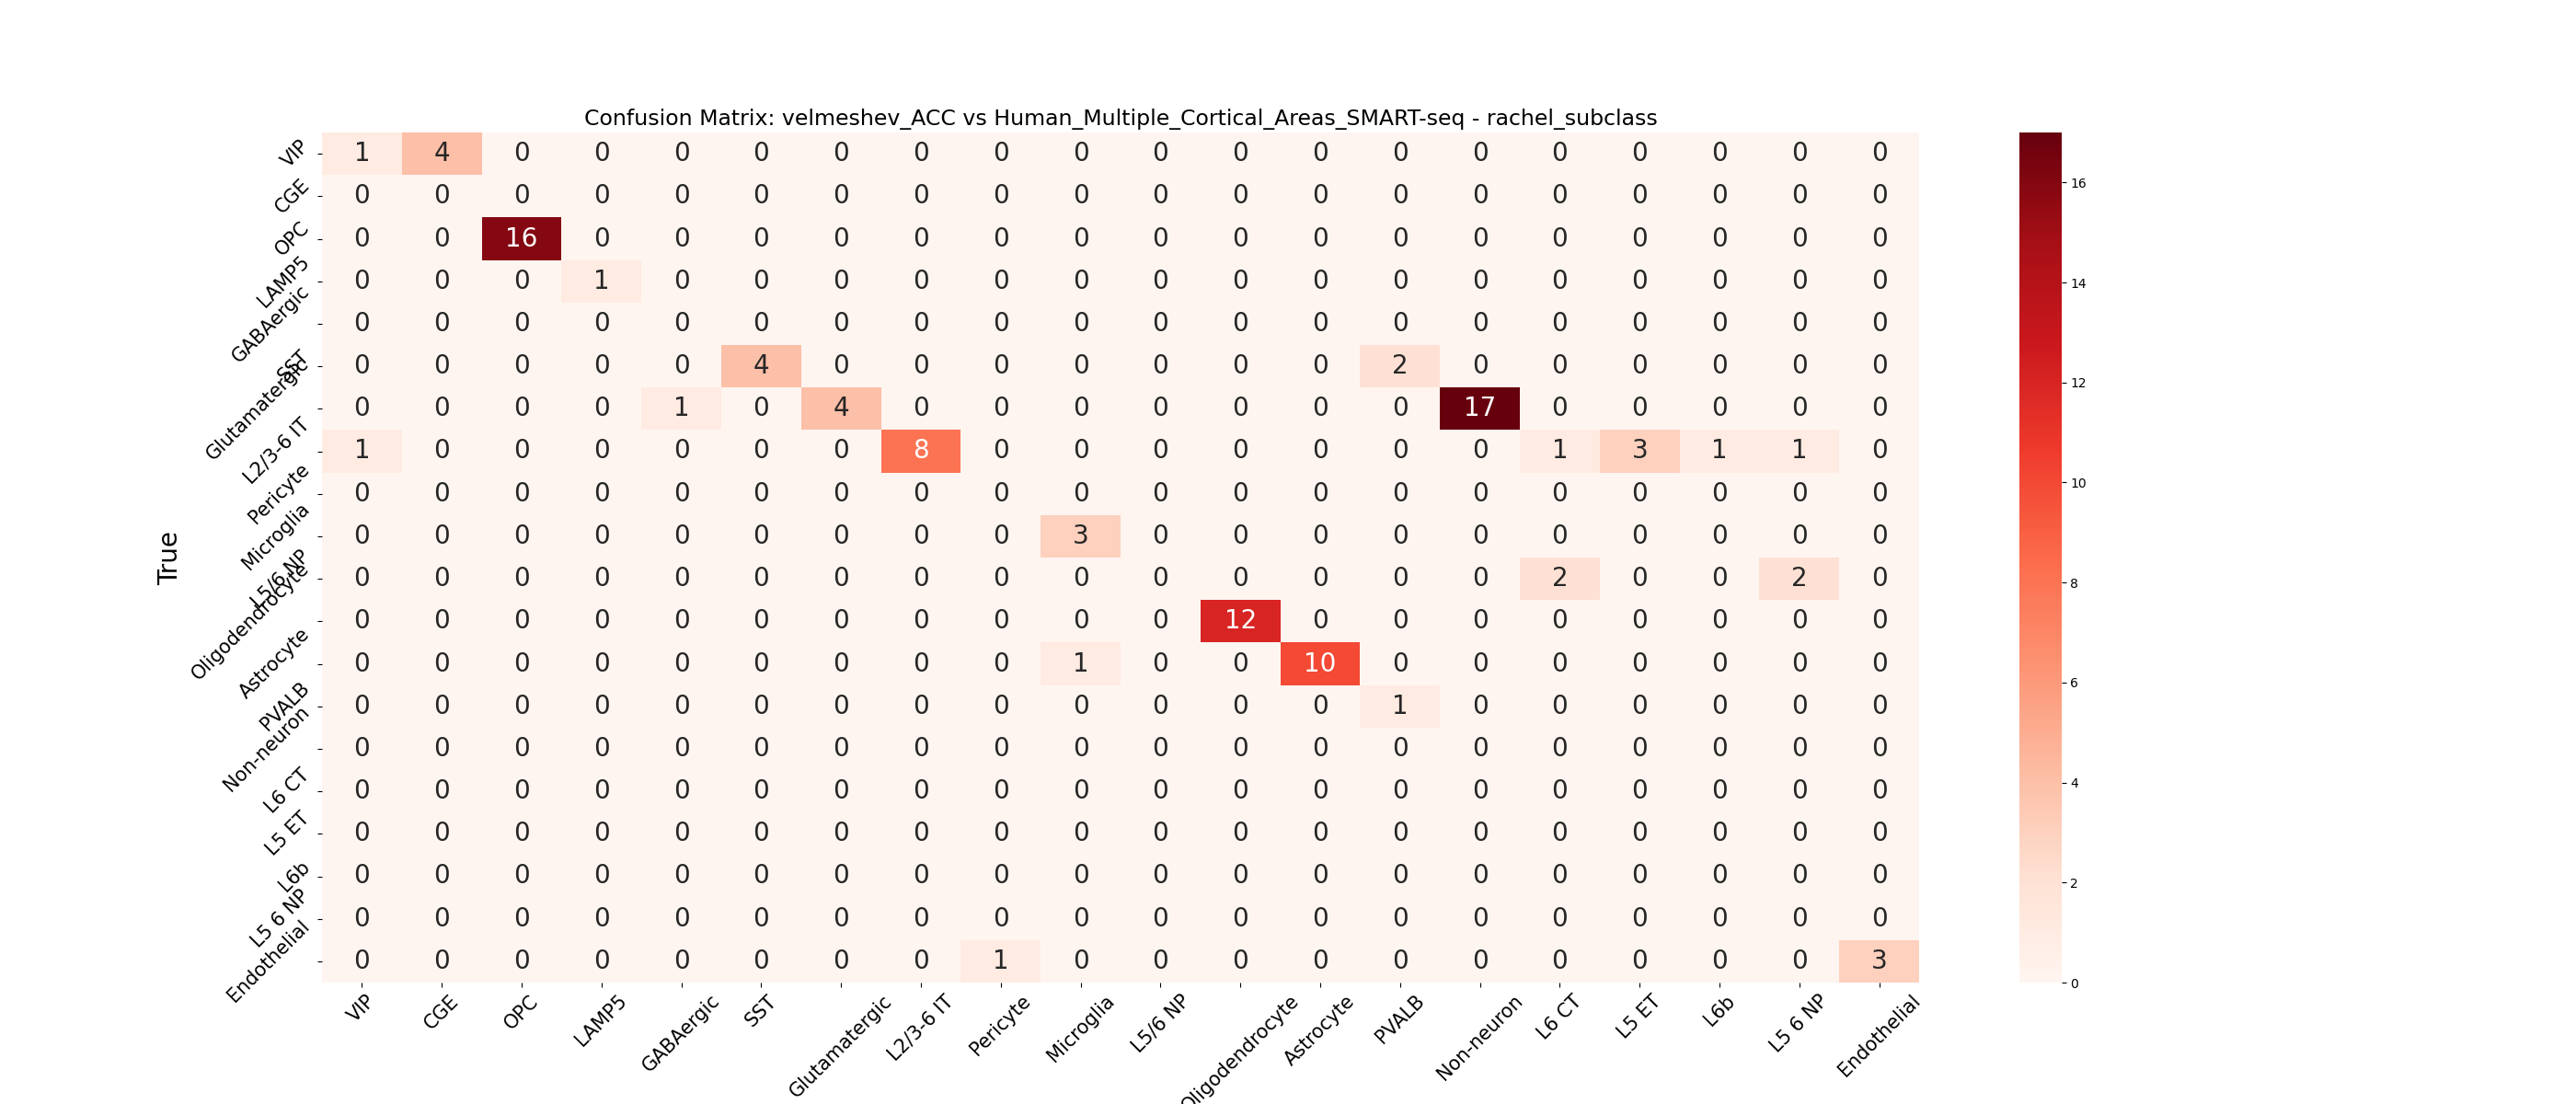 Confusion Matrix: velmeshev_ACC vs Human_Multiple_Cortical_Areas_SMART-seq - rachel_subclass
True
VIP 1 4 0 0 0 0 0 0 0 0 0 0 0 0 0 0 0 0 0 0
CGE 0 0 0 0 0 0 0 0 0 0 0 0 0 0 0 0 0 0 0 0
OPC 0 0 16 0 0 0 0 0 0 0 0 0 0 0 0 0 0 0 0 0
LAMP5 0 0 0 1 0 0 0 0 0 0 0 0 0 0 0 0 0 0 0 0
GABAergic 0 0 0 0 0 0 0 0 0 0 0 0 0 0 0 0 0 0 0 0
SST 0 0 0 0 0 4 0 0 0 0 0 0 0 2 0 0 0 0 0 0
Glutamatergic 0 0 0 0 1 0 4 0 0 0 0 0 0 0 17 0 0 0 0 0
L2/3-6 IT 1 0 0 0 0 0 0 8 0 0 0 0 0 0 0 1 3 1 1 0
Pericyte 0 0 0 0 0 0 0 0 0 0 0 0 0 0 0 0 0 0 0 0
Microglia 0 0 0 0 0 0 0 0 0 3 0 0 0 0 0 0 0 0 0 0
L5/6 NP 0 0 0 0 0 0 0 0 0 0 0 0 0 0 0 2 0 0 2 0
Oligodendrocyte 0 0 0 0 0 0 0 0 0 0 0 12 0 0 0 0 0 0 0 0
Astrocyte 0 0 0 0 0 0 0 0 0 1 0 0 10 0 0 0 0 0 0 0
PVALB 0 0 0 0 0 0 0 0 0 0 0 0 0 1 0 0 0 0 0 0
Non-neuron 0 0 0 0 0 0 0 0 0 0 0 0 0 0 0 0 0 0 0 0
L6 CT 0 0 0 0 0 0 0 0 0 0 0 0 0 0 0 0 0 0 0 0
L5 ET 0 0 0 0 0 0 0 0 0 0 0 0 0 0 0 0 0 0 0 0
L6b 0 0 0 0 0 0 0 0 0 0 0 0 0 0 0 0 0 0 0 0
L5 6 NP 0 0 0 0 0 0 0 0 0 0 0 0 0 0 0 0 0 0 0 0
Endothelial 0 0 0 0 0 0 0 0 1 0 0 0 0 0 0 0 0 0 0 3
VIP CGE OPC LAMP5 GABAergic SST Glutamatergic L2/3-6 IT Pericyte Microglia L5/6 NP Oligodendrocyte Astrocyte PVALB Non-neuron L6 CT L5 ET L6b L5 6 NP Endothelial
16
14
12
10
8
6
4
2
0